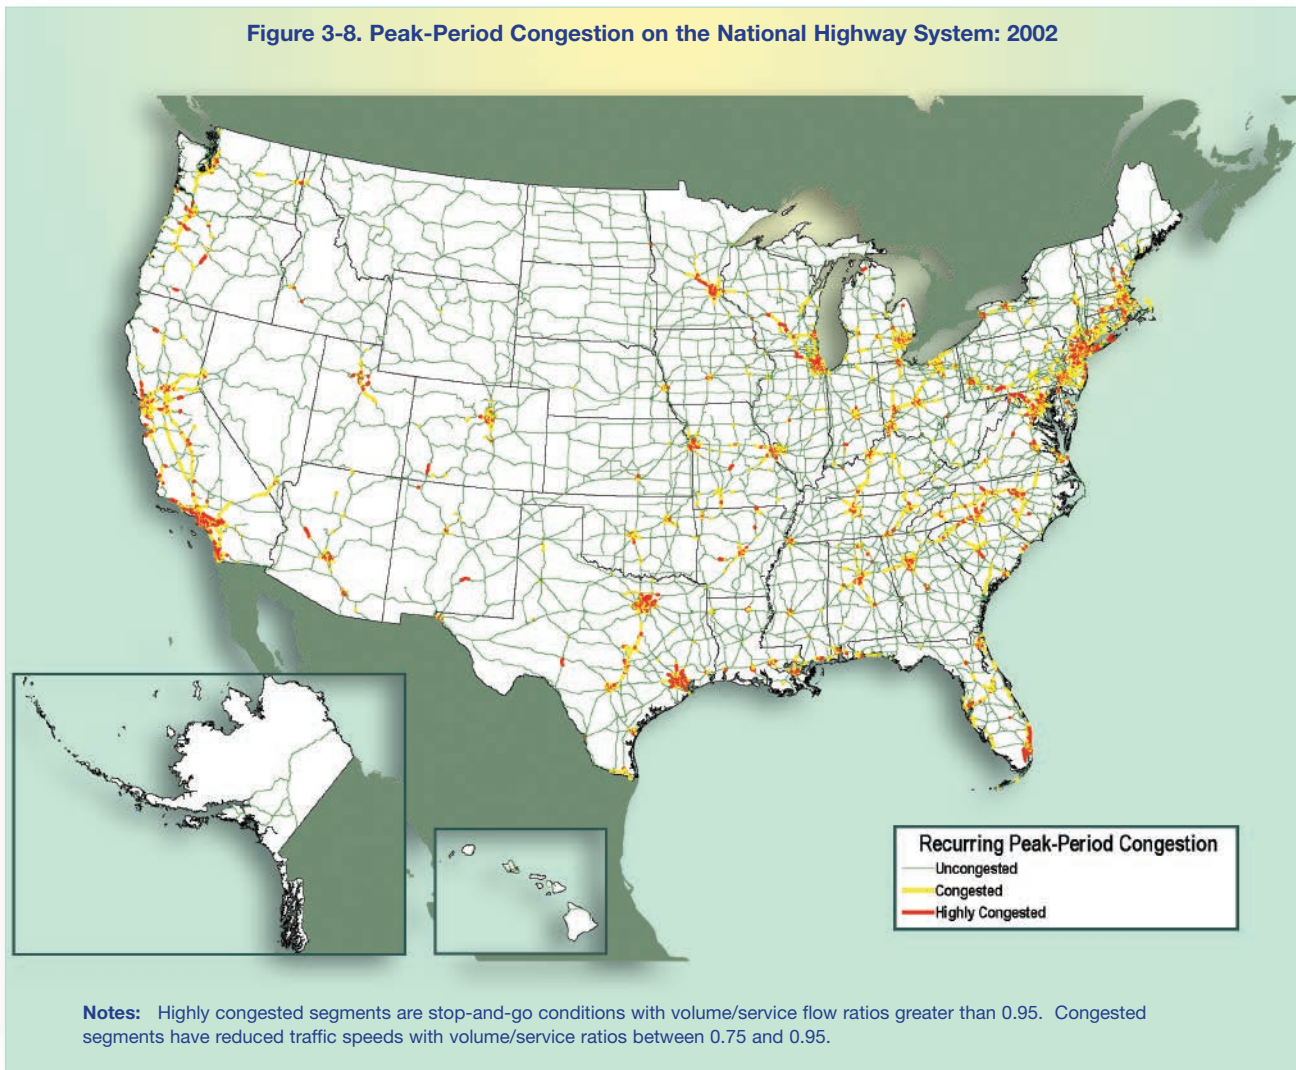 Figure 3-8. Peak-Period Congestion on the National Highway System: 2002
Recurring Peak-Period Congestion
Uncongested
Congested
Highly Congested
Notes: Highly congested segments are stop-and-go conditions with volume/service flow ratios greater than 0.95. Congested
segments have reduced traffic speeds with volume/service ratios between 0.75 and 0.95.